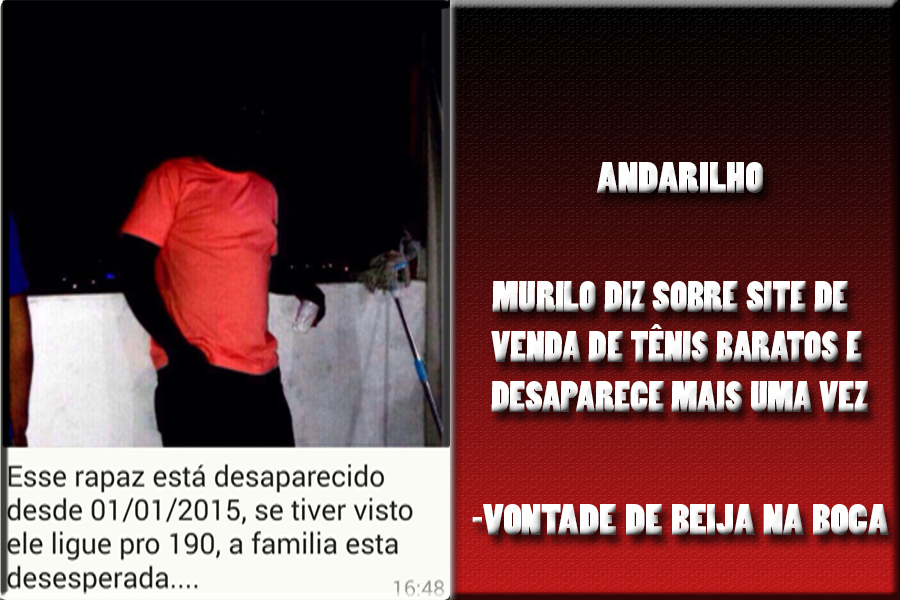 Esse rapaz está desaparecido
desde 01/01/2015, se tiver visto
ele ligue pro 190, a familia esta
desesperada....
16:48
ANDARILHO
MURILO DIZ SOBRE SITE DE
VENDA DE TÊNIS BARATOS E
DESAPARECE MAIS UMA VEZ
-VONTADE DE BEIJA NA BOCA